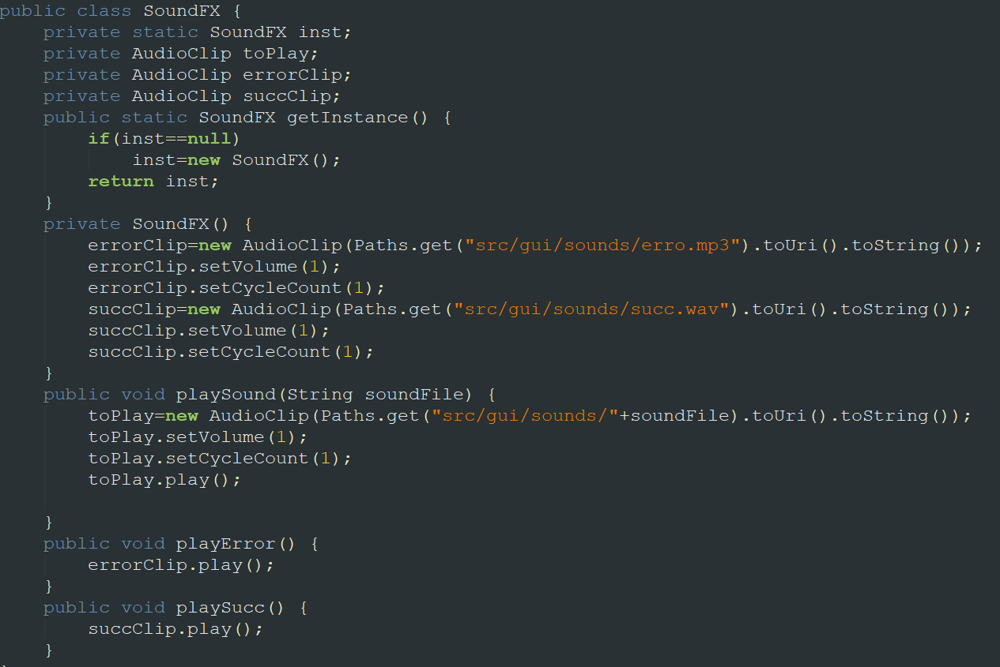 public class SoundFX {
    private static SoundFX inst;
    private AudioClip toPlay;
    private AudioClip errorClip;
    private AudioClip succClip;
    public static SoundFX getInstance() {
        if(inst==null)
            inst=new SoundFX();
        return inst;
    }
    private SoundFX() {
        errorClip=new AudioClip(Paths.get("src/gui/sounds/erro.mp3").toUri().toString());
        errorClip.setVolume(1);
        errorClip.setCycleCount(1);
        succClip=new AudioClip(Paths.get("src/gui/sounds/succ.wav").toUri().toString());
        succClip.setVolume(1);
        succClip.setCycleCount(1);
    }
    public void playSound(String soundFile) {
        toPlay=new AudioClip(Paths.get("src/gui/sounds/"+soundFile).toUri().toString());
        toPlay.setVolume(1);
        toPlay.setCycleCount(1);
        toPlay.play();

    }
    public void playError() {
        errorClip.play();
    }
    public void playSucc() {
        succClip.play();
    }